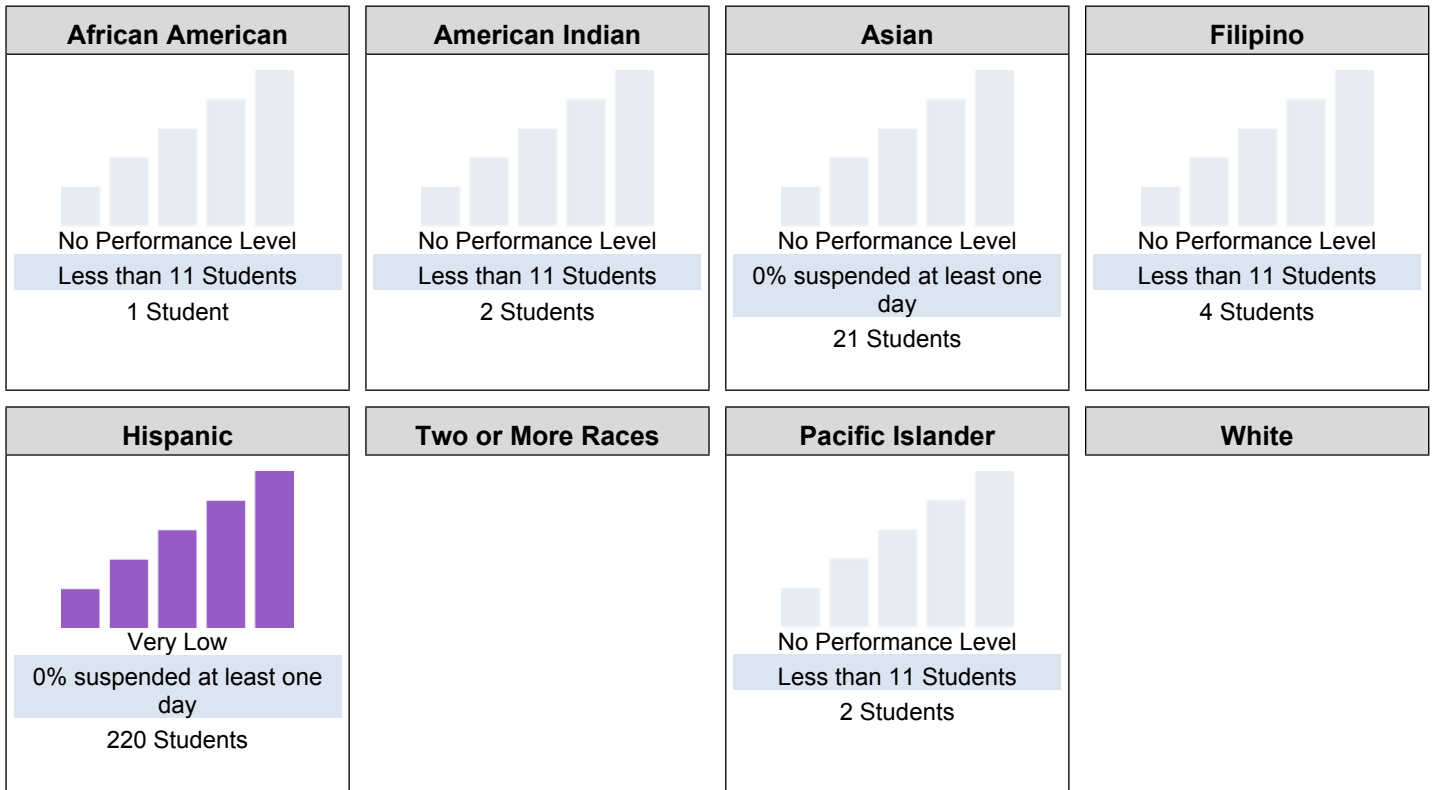 African American
No Performance Level
Less than 11 Students
1 Student
American Indian
No Performance Level
Less than 11 Students
2 Students
Asian
No Performance Level
0% suspended at least one
day
21 Students
Filipino
No Performance Level
Less than 11 Students
4 Students
Hispanic
Very Low
0% suspended at least one
day
220 Students
Two or More Races
Pacific Islander
No Performance Level
Less than 11 Students
2 Students
White